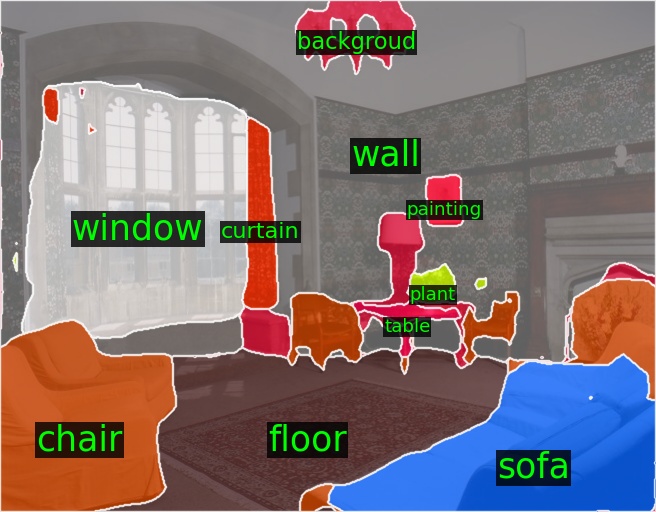 backgroud
wall
painting
window
curtain
plant
table
chair
floor
sofa